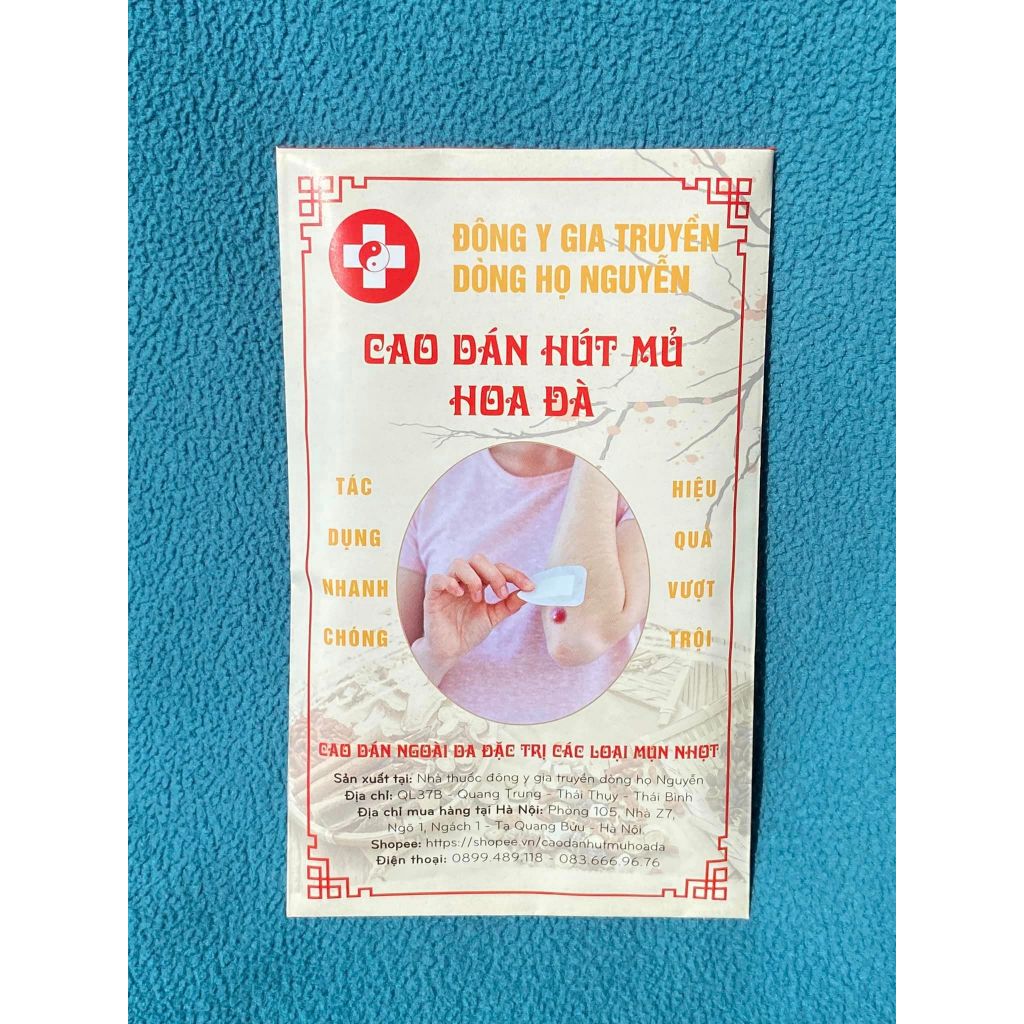 ĐÔNG Y GIA TRUYỀN
DÒNG HỌ NGUYỄN
CAO DÁN HÚT MỦ
HOA ĐÀ
TÁC
DỤNG
NHANH
CHÓNG
HIỆU
QUẢ
VƯỢT
TRỘI
CAO DÁN NGOÀI DA ĐẶC TRỊ CÁC LOẠI MỤN NHỌT
Sản xuất tại: Nhà thuốc đông y gia truyền dòng họ Nguyễn
Địa chỉ: QL37B - Quang Trung - Thái Thụy - Thái Bình
Địa chỉ mua hàng tại Hà Nội: Phòng 105, Nhà Z7,
Ngõ 1, Ngách 1 - Tạ Quang Bửu - Hà Nội.
Shopee: https://shopee.vn/caodanhutmuhoada
Điện thoại: 0899.489.118 - 083.666.96.76